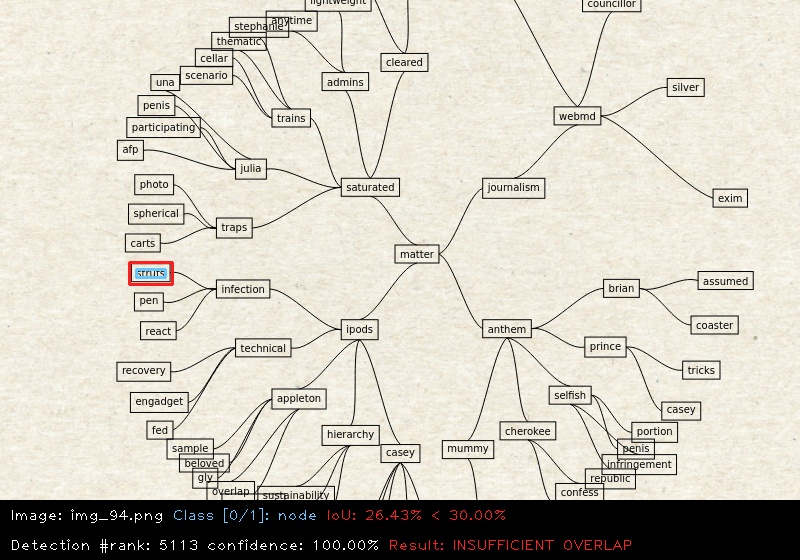 lightweight
councillor
anytime
stephanie
thematic
cleared
cellar
scenario
una
admins
silver
penis
trains
webmd
participating
afp
julia
photo
saturated
journalism
exim
spherical
traps
carts
matter
struts
infection
brian
assumed
pen
react
ipods
anthem
coaster
technical
prince
recovery
tricks
engadget
appleton
selfish
casey
fed
hierarchy
cherokee
portion
sample
casey
mummy
penis
beloved
infringement
gly
republic
overlap
sustainability
confess
Image: img_94.png Class [0/1]: node IoU: 26.43% < 30.00%
Detection #rank: 5113 confidence: 100.00% Result: INSUFFICIENT OVERLAP